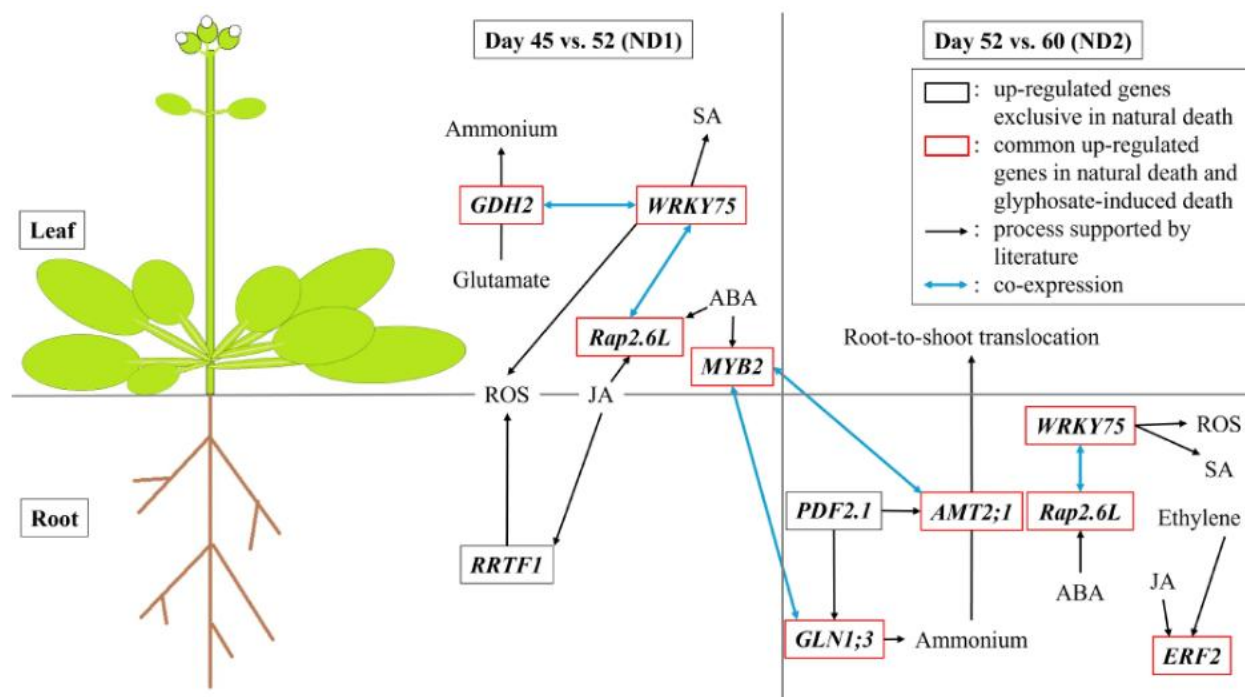 Day 45 vs. 52 (ND1)
Day 52 vs. 60 (ND2)
: up-regulated genes
exclusive in natural death
: common up-regulated
genes in natural death and
glyphosate-induced death
: process supported by
literature
: co-expression
Ammonium
SA
GDH2
WRKY75
Leaf
Glutamate
ABA
Rap2.6L
MYB2
Root-to-shoot translocation
ROS
JA
WRKY75
ROS
SA
Root
PDF2.1
AMT2;1
Rap2.6L
Ethylene
RRTF1
ABA
JA
GLN1;3
Ammonium
ERF2